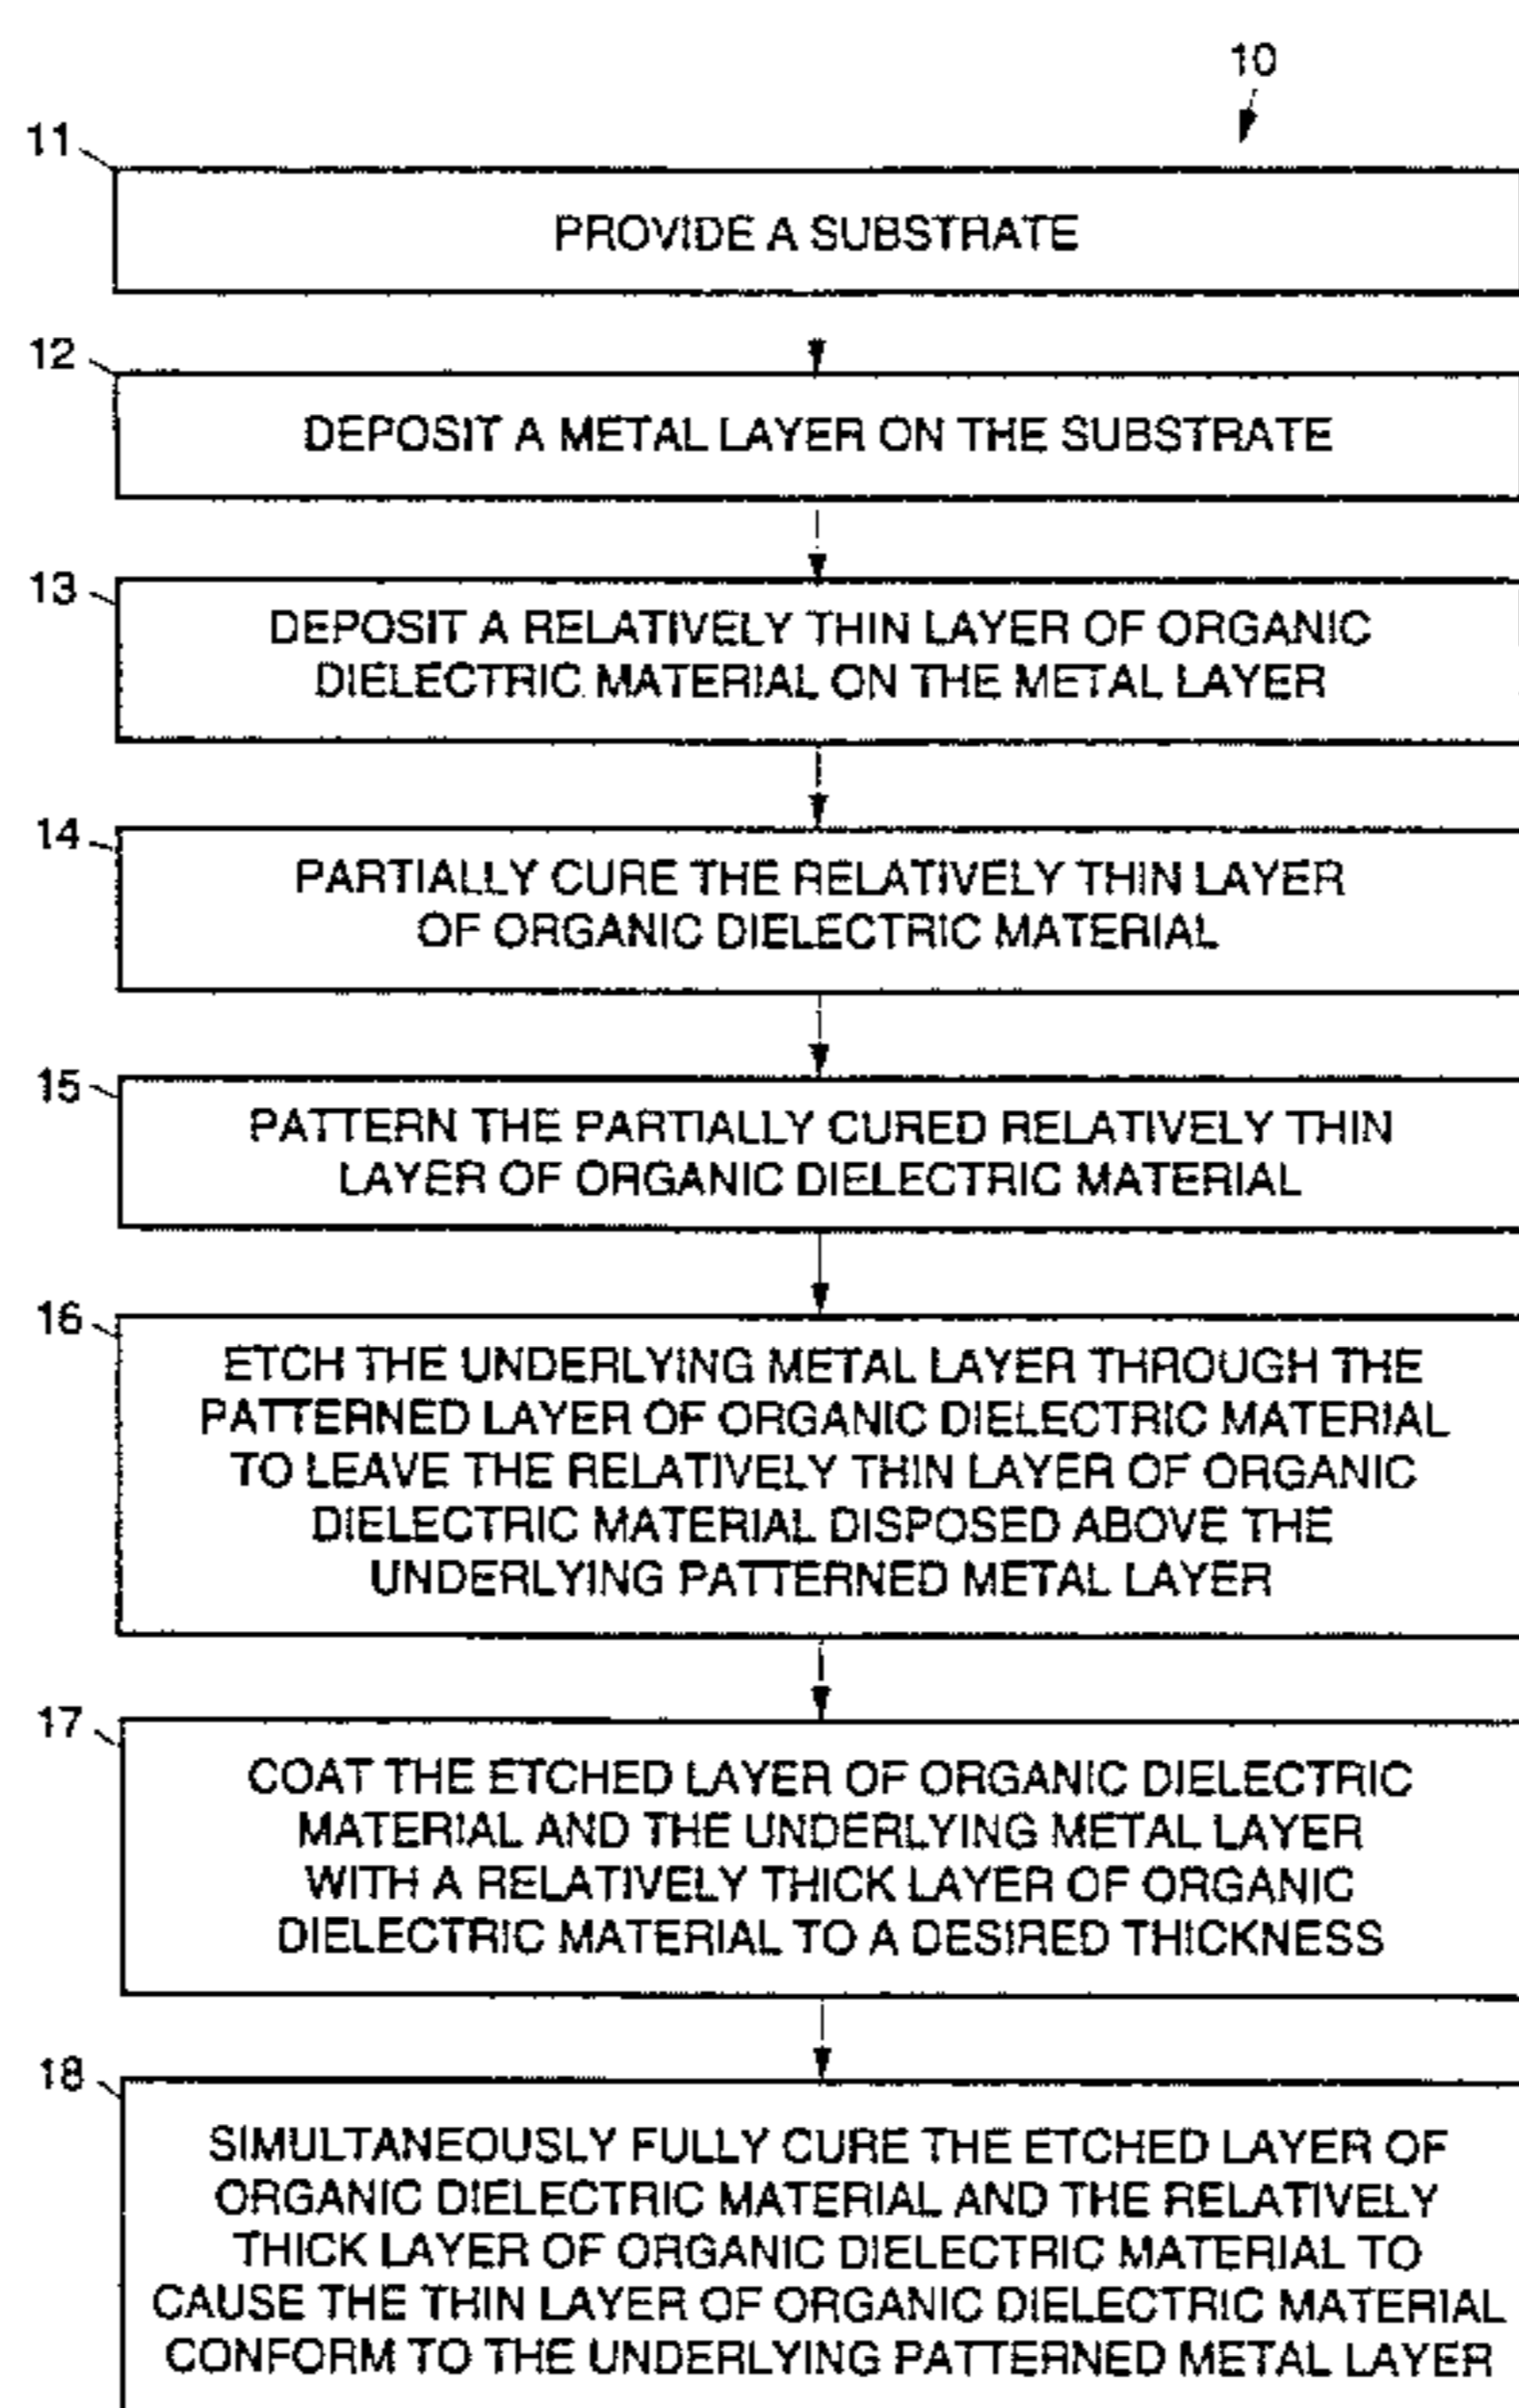 10
11
PROVIDE A SUBSTRATE
12
DEPOSIT A METAL LAYER ON THE SUBSTRATE
13
DEPOSIT A RELATIVELY THIN LAYER OF ORGANIC
DIELECTRIC MATERIAL ON THE METAL LAYER
14
PARTIALLY CURE THE RELATIVELY THIN LAYER
OF ORGANIC DIELECTRIC MATERIAL
15
PATTERN THE PARTIALLY CURED RELATIVELY THIN
LAYER OF ORGANIC DIELECTRIC MATERIAL
16
ETCH THE UNDERLYING METAL LAYER THROUGH THE
PATTERNED LAYER OF ORGANIC DIELECTRIC MATERIAL
TO LEAVE THE RELATIVELY THIN LAYER OF ORGANIC
DIELECTRIC MATERIAL DISPOSED ABOVE THE
UNDERLYING PATTERNED METAL LAYER
17
COAT THE ETCHED LAYER OF ORGANIC DIELECTRIC
MATERIAL AND THE UNDERLYING METAL LAYER
WITH A RELATIVELY THICK LAYER OF ORGANIC
DIELECTRIC MATERIAL TO A DESIRED THICKNESS
18
SIMULTANEOUSLY FULLY CURE THE ETCHED LAYER OF
ORGANIC DIELECTRIC MATERIAL AND THE RELATIVELY
THICK LAYER OF ORGANIC DIELECTRIC MATERIAL TO
CAUSE THE THIN LAYER OF ORGANIC DIELECTRIC MATERIAL
CONFORM TO THE UNDERLYING PATTERNED METAL LAYER